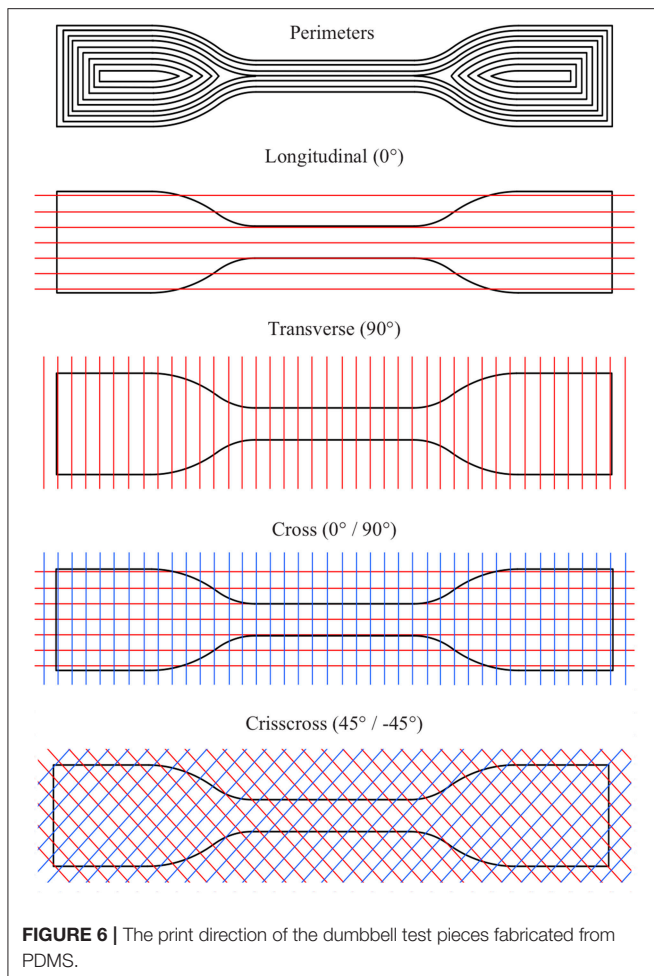 Perimeters
Longitudinal (0°)
Transverse (90°)
Cross (0° / 90°)
Crisscross (45° / -45°)
FIGURE 6 | The print direction of the dumbbell test pieces fabricated from
PDMS.